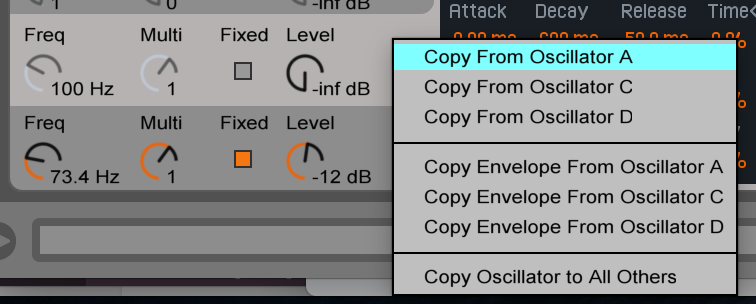 1 0 -inf dB
Attack Decay Release Time<
Freq Multi Fixed Level
100 Hz 1 -inf dB
Freq Multi Fixed Level
73.4 Hz 1 -12 dB
Copy From Oscillator A
Copy From Oscillator C
Copy From Oscillator D
Copy Envelope From Oscillator A
Copy Envelope From Oscillator C
Copy Envelope From Oscillator D
Copy Oscillator to All Others